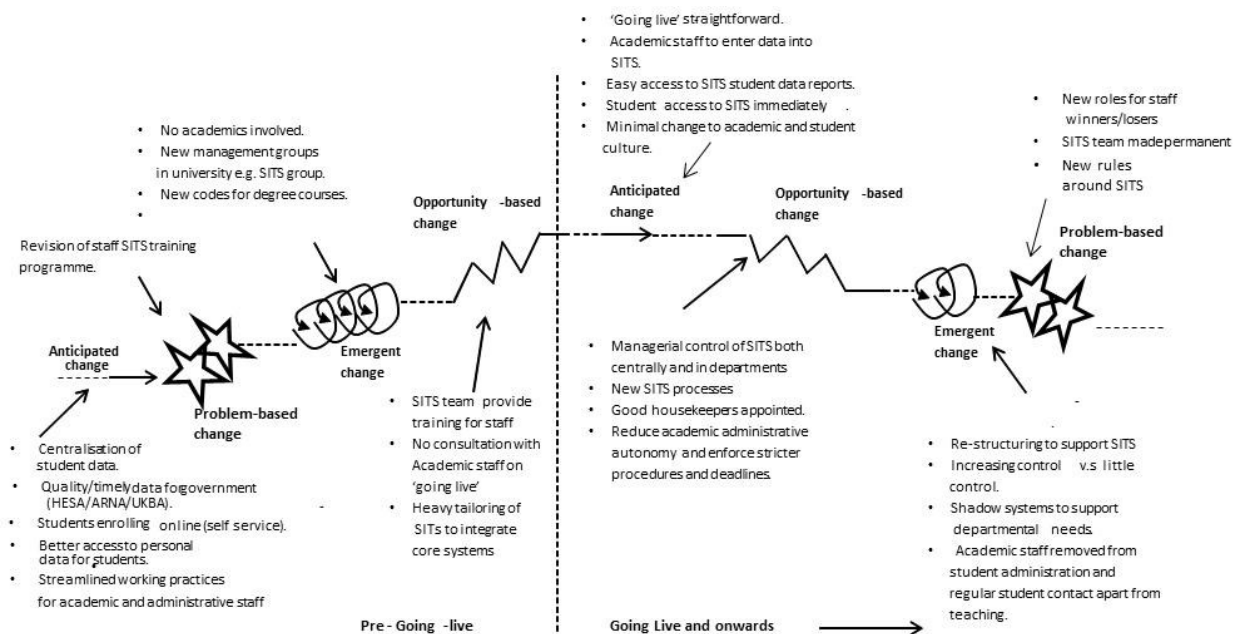 • 'Going live' straightforward.
• Academic staff to enter data into
SITS.
• Easy access to SITS student data reports.
• Student access to SITS immediately .
• Minimal change to academic and student
culture.
• New roles for staff
winners/losers
• SITS team made permanent
• New rules
around SITS
• No academics involved.
• New management groups
in university e.g. SITS group.
• New codes for degree courses.
•
Revision of staff SITS training
programme.
Opportunity -based
change
Anticipated
change
Opportunity -based
change
Problem-based
change
Anticipated
change
Problem-based
change
Emergent
change
Emergent
change
• Centralisation of
student data.
• Quality/timely data for government
(HESA/ARNA/UKBA).
• Students enrolling online (self service).
• Better access to personal
data for students.
• Streamlined working practices
for academic and administrative staff
• SITS team provide
training for staff
• No consultation with
Academic staff on
'going live'
• Heavy tailoring of
SITs to integrate
core systems
• Managerial control of SITS both
centrally and in departments
• New SITS processes
• Good housekeepers appointed.
• Reduce academic administrative
autonomy and enforce stricter
procedures and deadlines.
• Re-structuring to support SITS
• Increasing control v.s little
control.
• Shadow systems to support
departmental needs.
• Academic staff removed from
student administration and
regular student contact apart from
teaching.
Pre - Going -live
Going Live and onwards